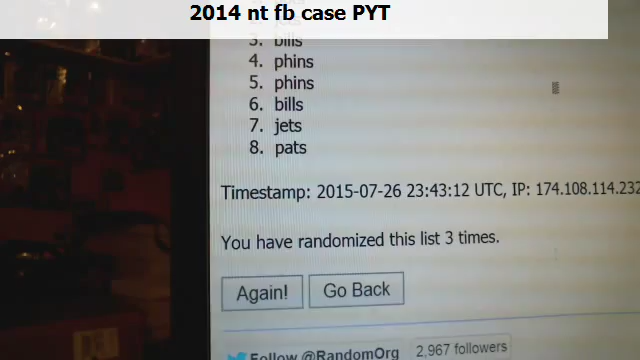 2014 nt fb case PYT
3. bills
4. phins
5. phins
6. bills
7. jets
8. pats
Timestamp: 2015-07-26 23:43:12 UTC, IP: 174.108.114.232
You have randomized this list 3 times.
Again!
Go Back
Follow @RandomOrg
2,967 followers